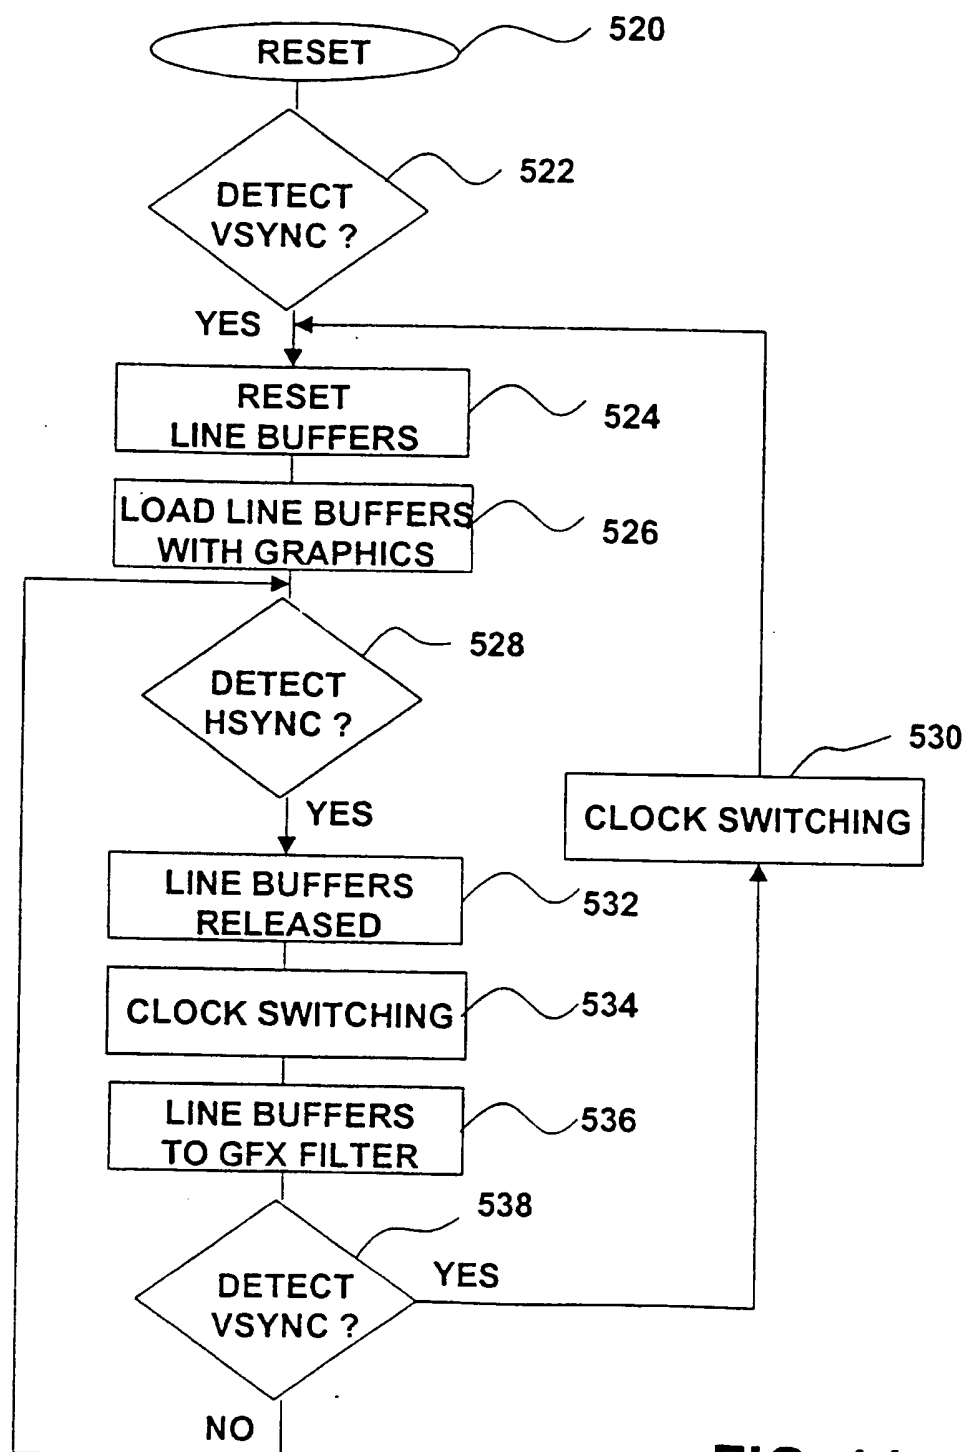 RESET
520
DETECT
VSYNC ?
522
YES
RESET
LINE BUFFERS
524
LOAD LINE BUFFERS
WITH GRAPHICS
526
DETECT
HSYNC ?
528
YES
530
CLOCK SWITCHING
LINE BUFFERS
RELEASED
532
CLOCK SWITCHING
534
LINE BUFFERS
TO GFX FILTER
536
538
DETECT
VSYNC ?
YES
NO